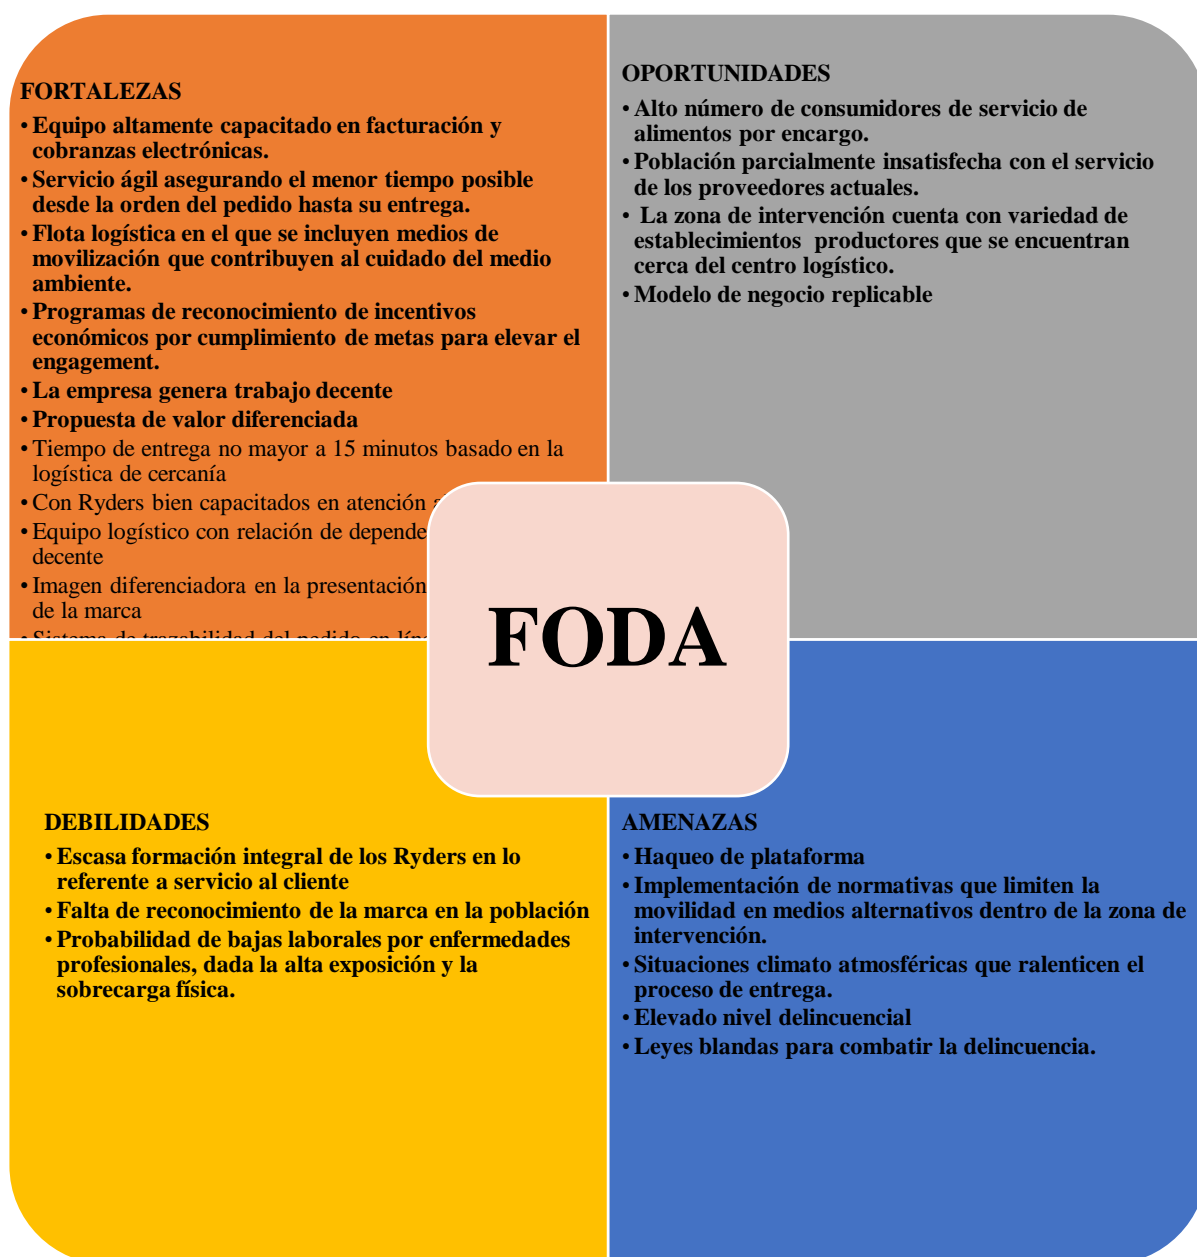 FORTALEZAS
• Equipo altamente capacitado en facturación y
cobranzas electrónicas.
• Servicio ágil asegurando el menor tiempo posible
desde la orden del pedido hasta su entrega.
• Flota logística en el que se incluyen medios de
movilización que contribuyen al cuidado del medio
ambiente.
• Programas de reconocimiento de incentivos
económicos por cumplimiento de metas para elevar el
engagement.
• La empresa genera trabajo decente
• Propuesta de valor diferenciada
• Tiempo de entrega no mayor a 15 minutos basado en la
logística de cercanía
• Con Ryders bien capacitados en atención
• Equipo logístico con relación de depende
decente
• Imagen diferenciadora en la presentación
de la marca
• Sistema de trazabilidad del pedido en
OPORTUNIDADES
• Alto número de consumidores de servicio de
alimentos por encargo.
• Población parcialmente insatisfecha con el servicio
de los proveedores actuales.
• La zona de intervención cuenta con variedad de
establecimientos productores que se encuentran
cerca del centro logístico.
• Modelo de negocio replicable
FODA
DEBILIDADES
• Escasa formación integral de los Ryders en lo
referente a servicio al cliente
• Falta de reconocimiento de la marca en la población
• Probabilidad de bajas laborales por enfermedades
profesionales, dada la alta exposición y la
sobrecarga física.
AMENAZAS
• Haqueo de plataforma
• Implementación de normativas que limiten la
movilidad en medios alternativos dentro de la zona de
intervención.
• Situaciones climato atmosféricas que ralenticen el
proceso de entrega.
• Elevado nivel delincuencial
• Leyes blandas para combatir la delincuencia.